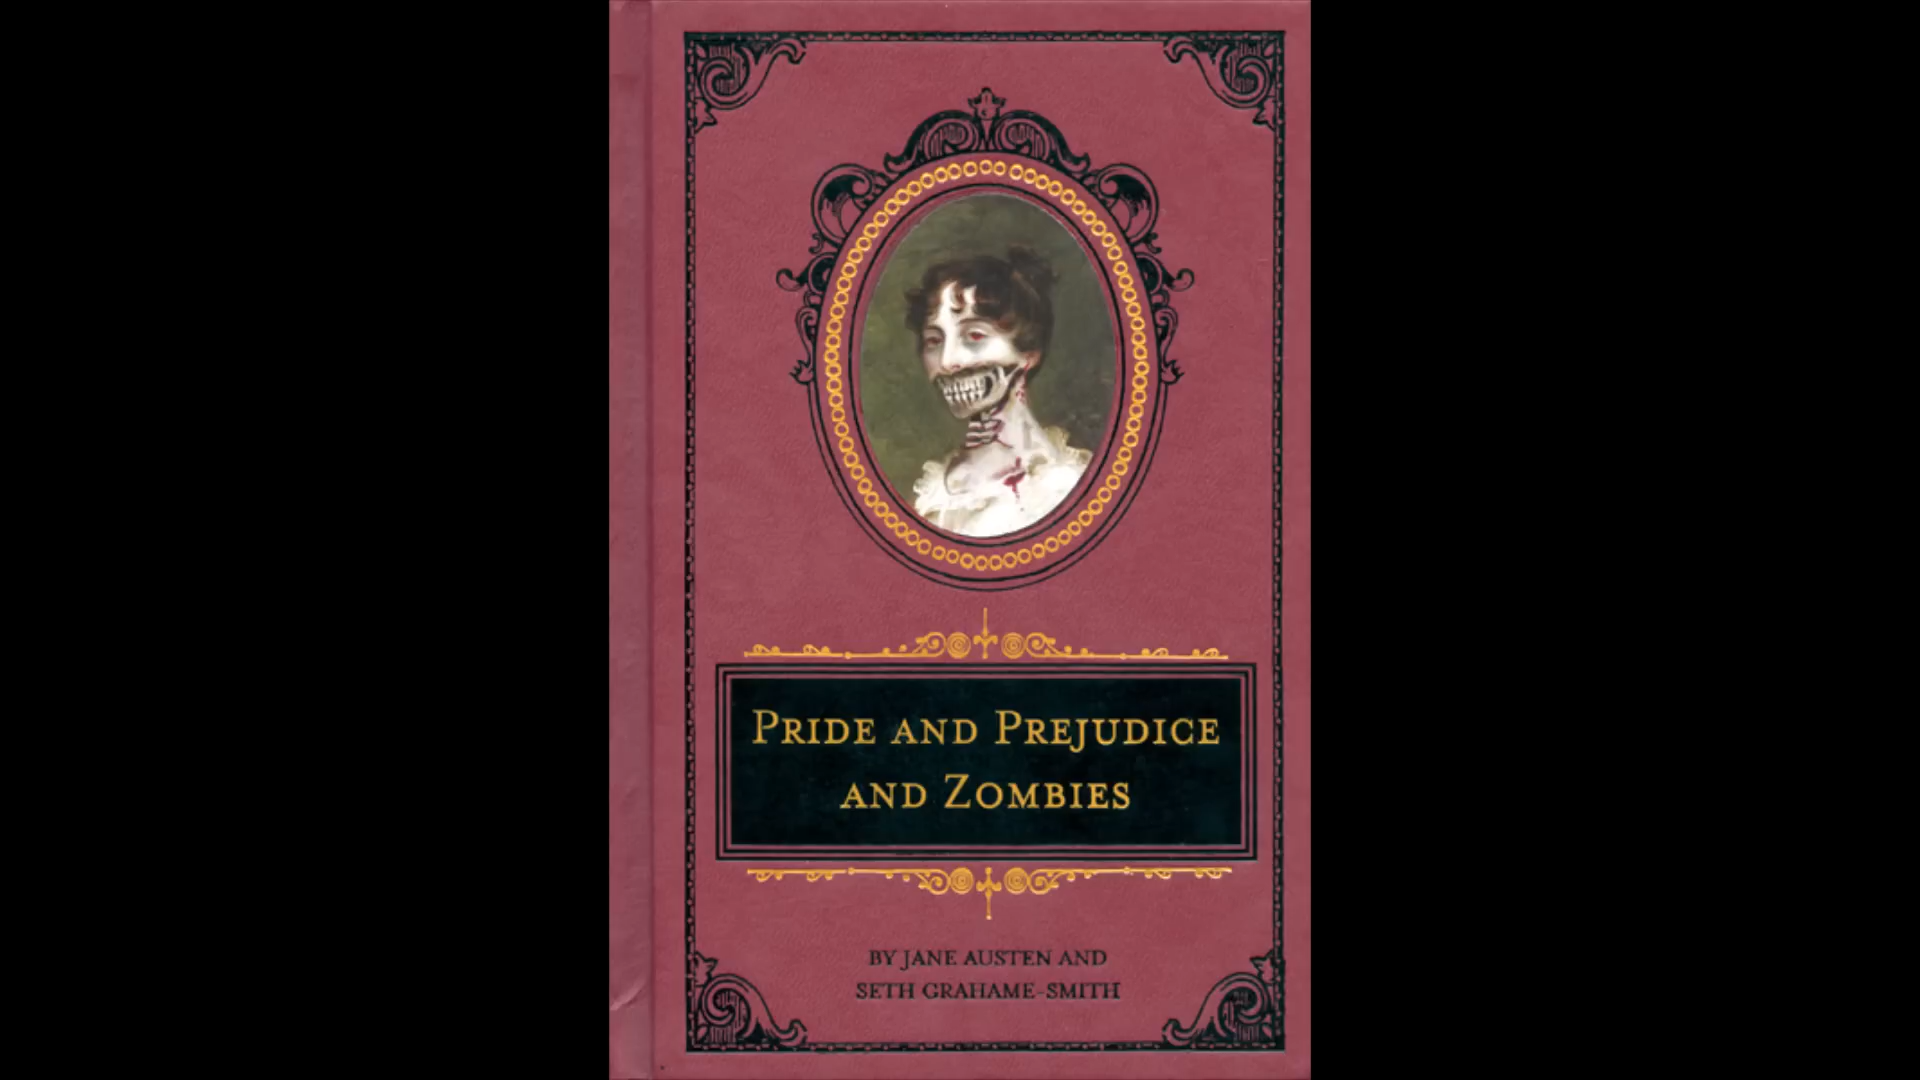 PRIDE AND PREJUDICE
AND ZOMBIES
BY JANE AUSTEN AND
SETH GRAHAME-SMITH